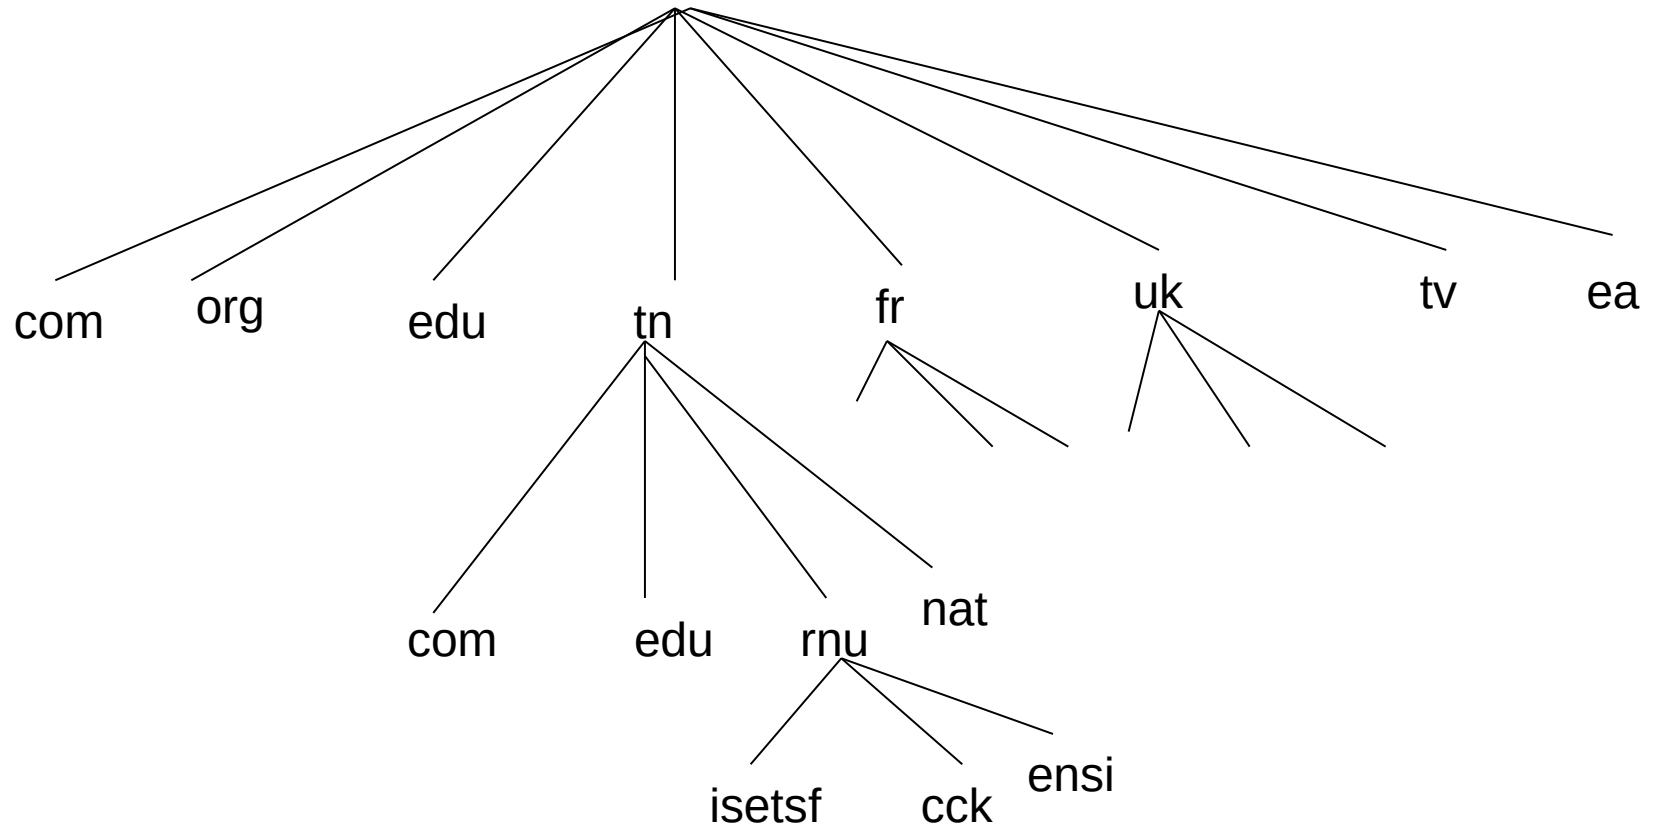 com org edu tn fr uk tv ea
com edu rnu nat
isetsf cck ensi